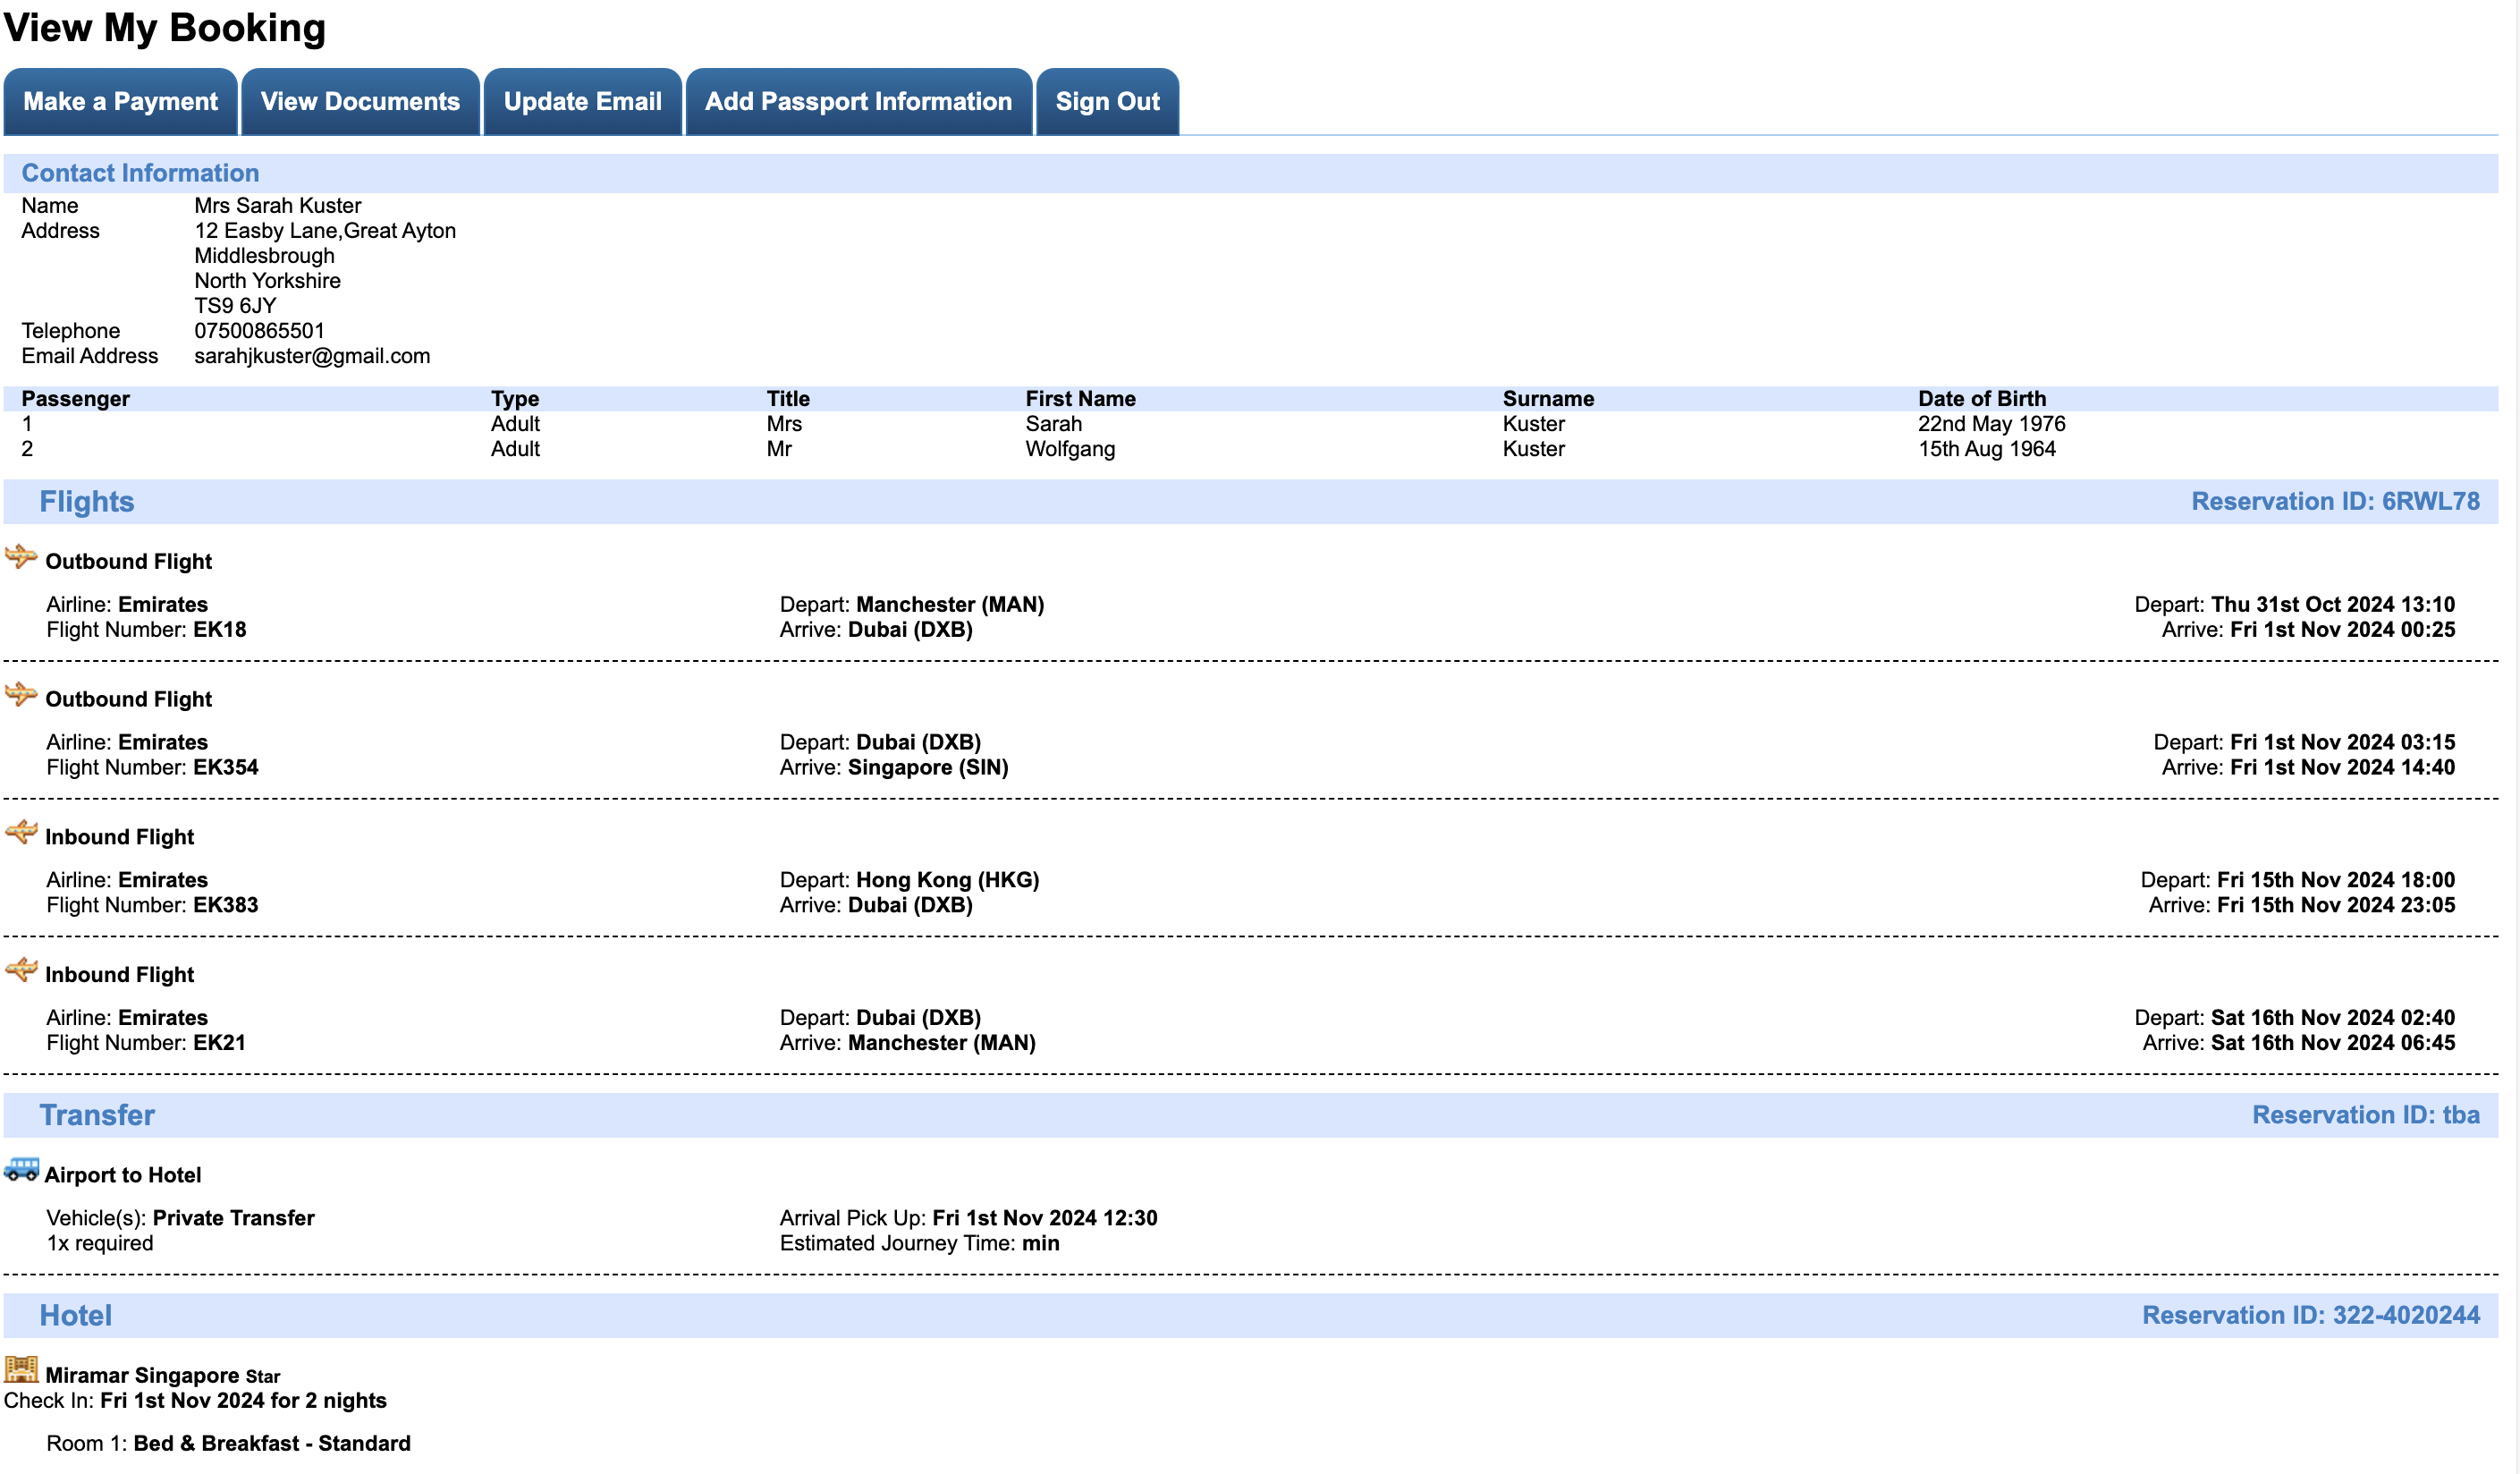 View My Booking
Make a Payment View Documents Update Email Add Passport Information Sign Out
Contact Information
Name Mrs Sarah Kuster
Address 12 Easby Lane,Great Ayton
Middlesbrough
North Yorkshire
TS9 6JY
Telephone 07500865501
Email Address sarahjkuster@gmail.com
Passenger Type Title First Name Surname Date of Birth
1 Adult Mrs Sarah Kuster 22nd May 1976
2 Adult Mr Wolfgang Kuster 15th Aug 1964
Flights Reservation ID: 6RWL78
Outbound Flight
Airline: Emirates Depart: Manchester (MAN) Depart: Thu 31st Oct 2024 13:10
Flight Number: EK18 Arrive: Dubai (DXB) Arrive: Fri 1st Nov 2024 00:25
Outbound Flight
Airline: Emirates Depart: Dubai (DXB) Depart: Fri 1st Nov 2024 03:15
Flight Number: EK354 Arrive: Singapore (SIN) Arrive: Fri 1st Nov 2024 14:40
Inbound Flight
Airline: Emirates Depart: Hong Kong (HKG) Depart: Fri 15th Nov 2024 18:00
Flight Number: EK383 Arrive: Dubai (DXB) Arrive: Fri 15th Nov 2024 23:05
Inbound Flight
Airline: Emirates Depart: Dubai (DXB) Depart: Sat 16th Nov 2024 02:40
Flight Number: EK21 Arrive: Manchester (MAN) Arrive: Sat 16th Nov 2024 06:45
Transfer Reservation ID: tba
Airport to Hotel
Vehicle(s): Private Transfer Arrival Pick Up: Fri 1st Nov 2024 12:30
1x required Estimated Journey Time: min
Hotel Reservation ID: 322-4020244
Miramar Singapore Star
Check In: Fri 1st Nov 2024 for 2 nights
Room 1: Bed & Breakfast - Standard